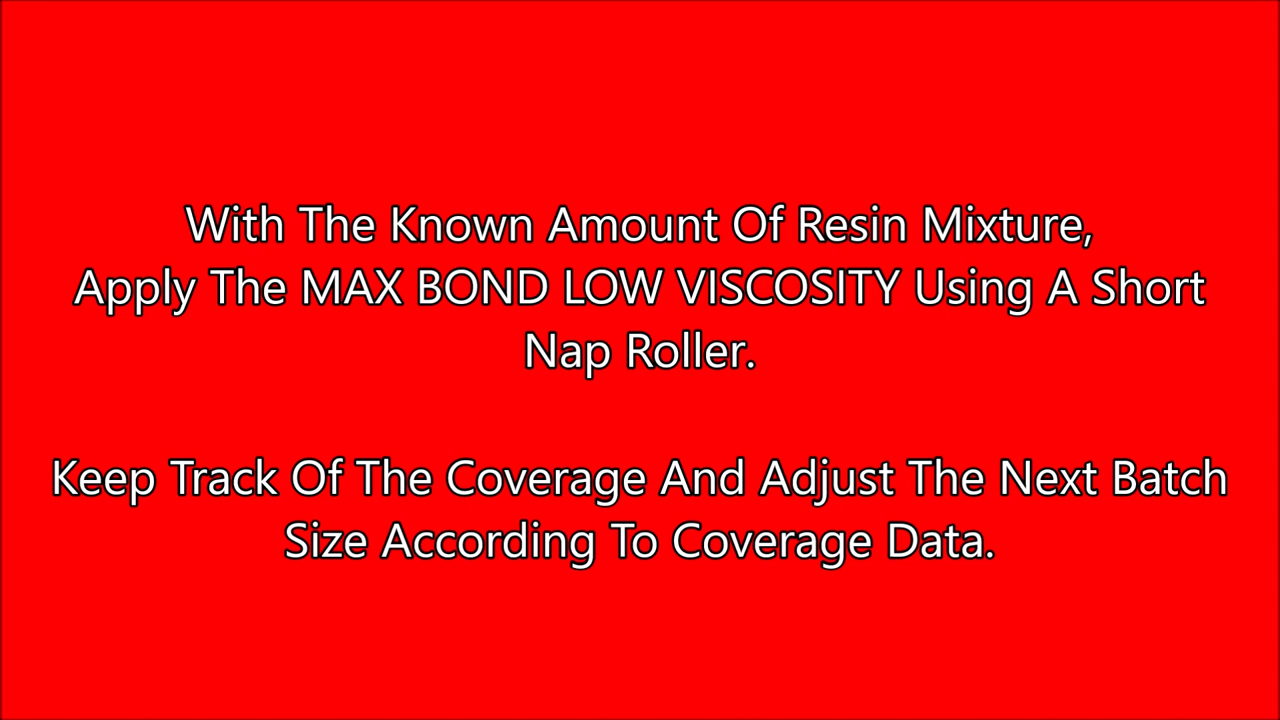 With The Known Amount Of Resin Mixture,
Apply The MAX BOND LOW VISCOSITY Using A Short
Nap Roller.
Keep Track Of The Coverage And Adjust The Next Batch
Size According To Coverage Data.